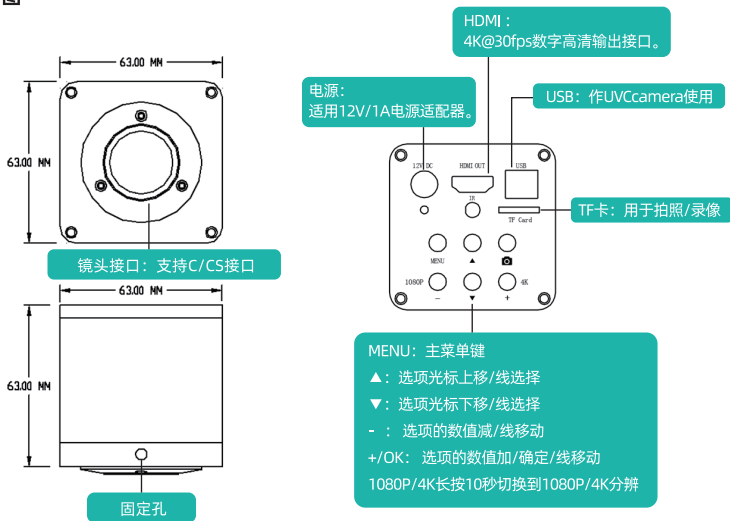 HDMI：
4K@30fps数字高清输出接口。
63.00 MM
电源：
适用12V/1A电源适配器。
USB：作UVCcamera使用
63.00 MM
12V DC
HDMI OUT
USB
IR
TF Card
TF卡：用于拍照/录像
镜头接口：支持C/CS接口
MENU
▲
1080P
4K
-
▼
+
63.00 MM
63.00 MM
MENU：主菜单键
▲：选项光标上移/线选择
▼：选项光标下移/线选择
- ：选项的数值减/线移动
+/OK：选项的数值加/确定/线移动
1080P/4K长按10秒切换到1080P/4K分辨
固定孔